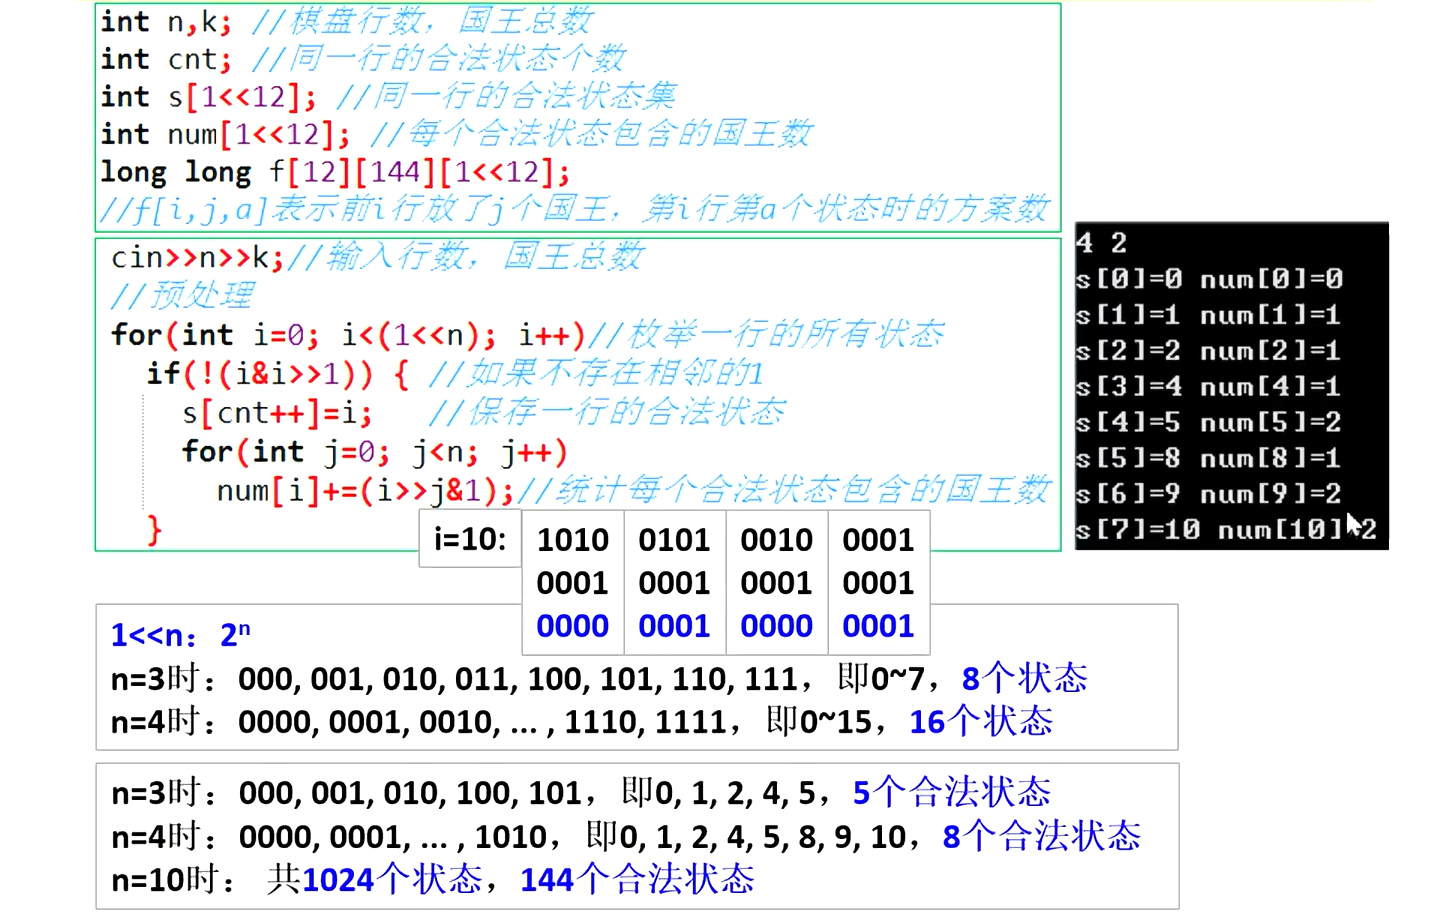 int n,k; //棋盘行数，国王总数
int cnt; //同一行的合法状态个数
int s[1<<12]; //同一行的合法状态集
int num[1<<12]; //每个合法状态包含的国王数
long long f[12][144][1<<12];
//f[i,j,a]表示前i行放了j个国王，第i行第a个状态时的方案数
cin>>n>>k;//输入行数，国王总数
//预处理
for(int i=0; i<(1<<n); i++)//枚举一行的所有状态
if(!(i&i>>1)) { //如果不存在相邻的1
s[cnt++]=i; //保存一行的合法状态
for(int j=0; j<n; j++)
num[i]+=(i>>j&1);//统计每个合法状态包含的国王数
}
4 2
s[0]=0 num[0]=0
s[1]=1 num[1]=1
s[2]=2 num[2]=1
s[3]=4 num[4]=1
s[4]=5 num[5]=2
s[5]=8 num[8]=1
s[6]=9 num[9]=2
s[7]=10 num[10]=2
i=10: 1010 0101 0010 0001
0001 0001 0001 0001
0000 0001 0000 0001
1<<n：2ⁿ
n=3时：000, 001, 010, 011, 100, 101, 110, 111，即0~7，8个状态
n=4时：0000, 0001, 0010, ... , 1110, 1111，即0~15，16个状态
n=3时：000, 001, 010, 100, 101，即0, 1, 2, 4, 5，5个合法状态
n=4时：0000, 0001, ... , 1010，即0, 1, 2, 4, 5, 8, 9, 10，8个合法状态
n=10时： 共1024个状态，144个合法状态